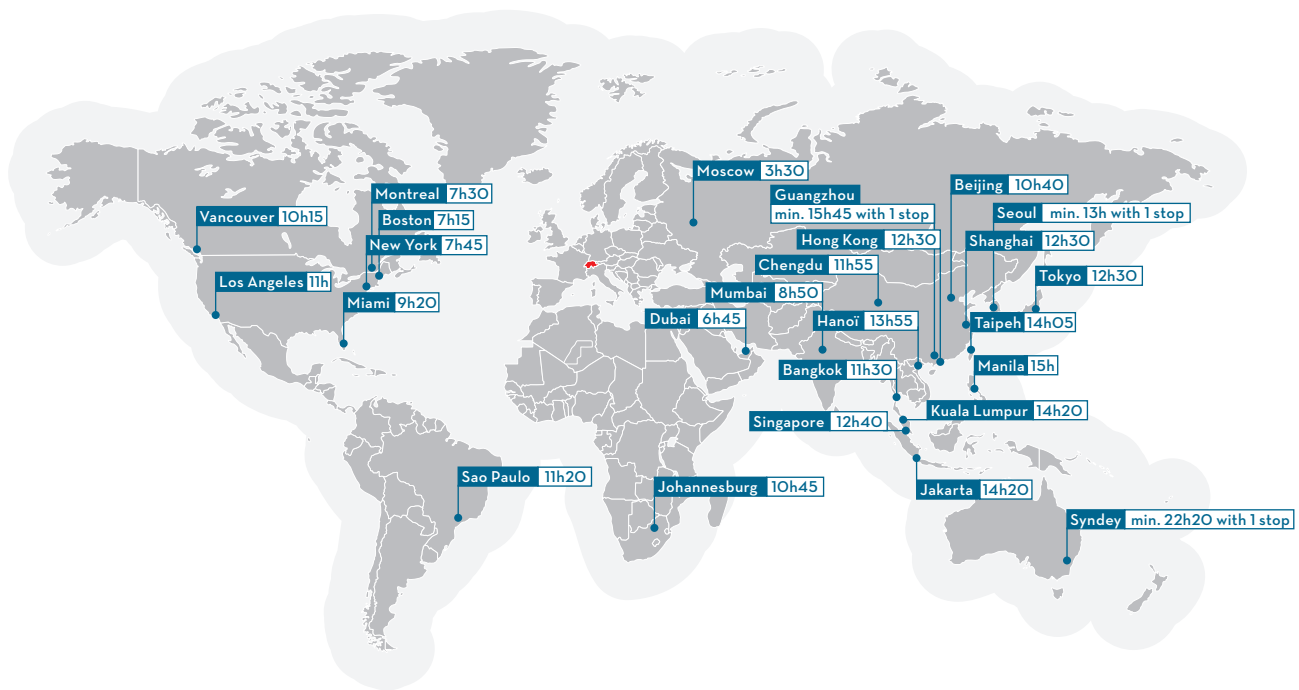 Moscow 3h30
Beijing 10h40
Montreal 7h30
Guangzhou
min. 15h45 with 1 stop
Vancouver 10h15
Boston 7h15
Seoul min. 13h with 1 stop
New York 7h45
Hong Kong 12h30
Shanghai 12h30
Chengdu 11h55
Tokyo 12h30
Los Angeles 11h
Mumbai 8h50
Miami 9h20
Dubai 6h45
Hanoï 13h55
Taipeh 14h05
Bangkok 11h30
Manila 15h
Kuala Lumpur 14h20
Singapore 12h40
Sao Paulo 11h20
Johannesburg 10h45
Jakarta 14h20
Syndey min. 22h20 with 1 stop